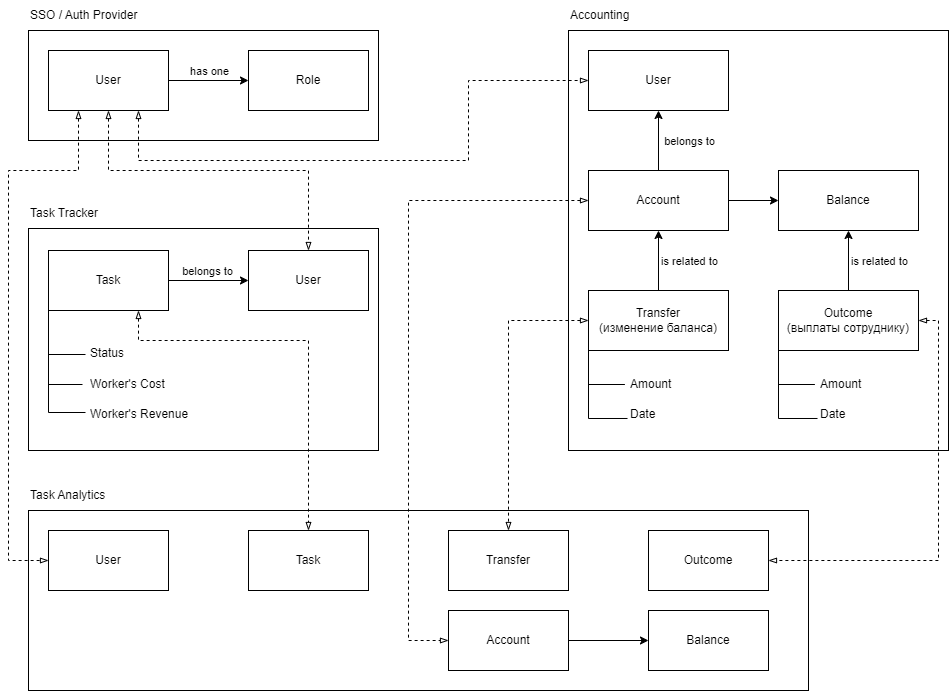 SSO / Auth Provider
User
has one
Role
Accounting
User
belongs to
Account
Balance
is related to
is related to
Transfer
(изменение баланса)
Outcome
(выплаты сотруднику)
Amount
Date
Amount
Date
Task Tracker
Task
belongs to
User
Status
Worker's Cost
Worker's Revenue
Task Analytics
User
Task
Transfer
Outcome
Account
Balance